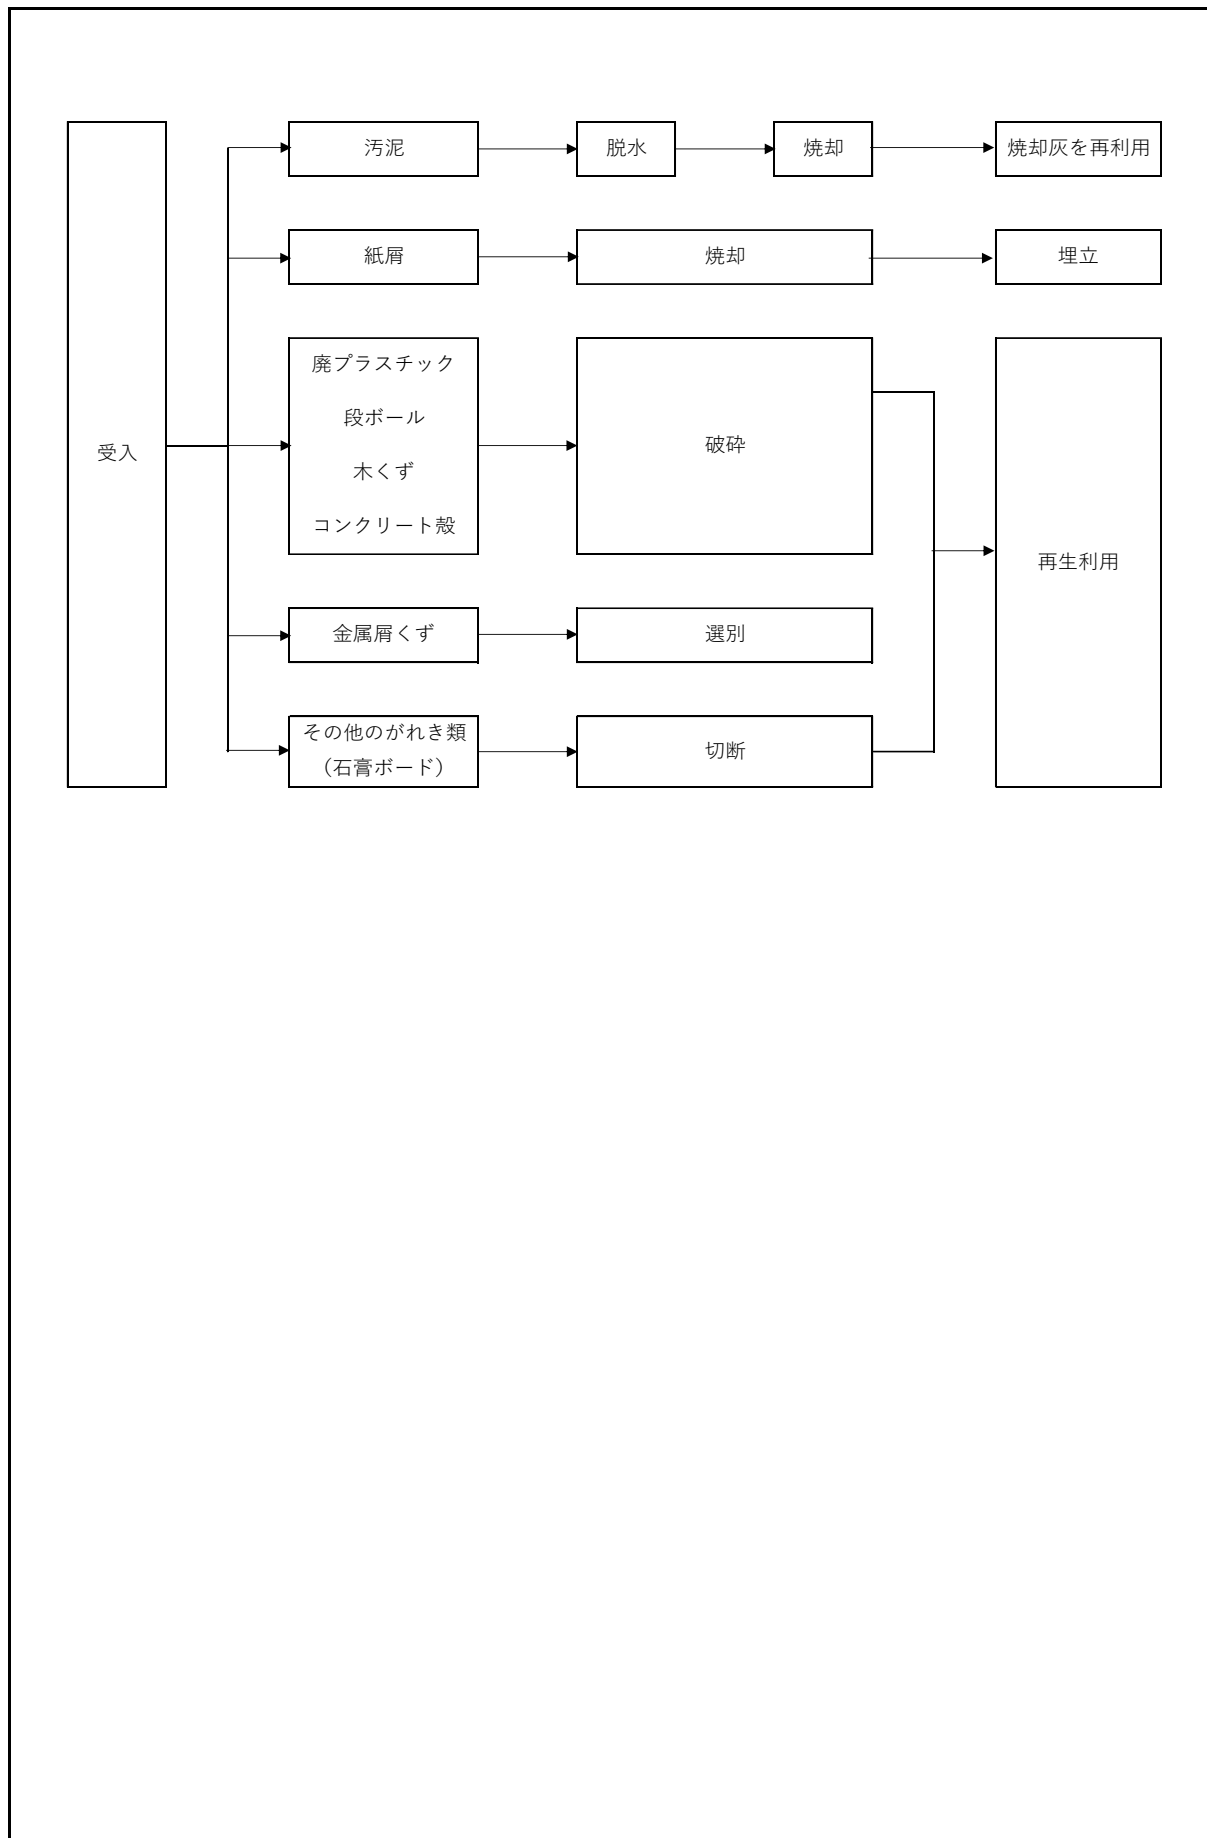 汚泥
脱水
焼却
焼却灰を再利用
紙屑
焼却
埋立
受入
廃プラスチック
段ボール
木くず
コンクリート殻
破砕
再生利用
金属屑くず
選別
その他のがれき類
（石膏ボード）
切断